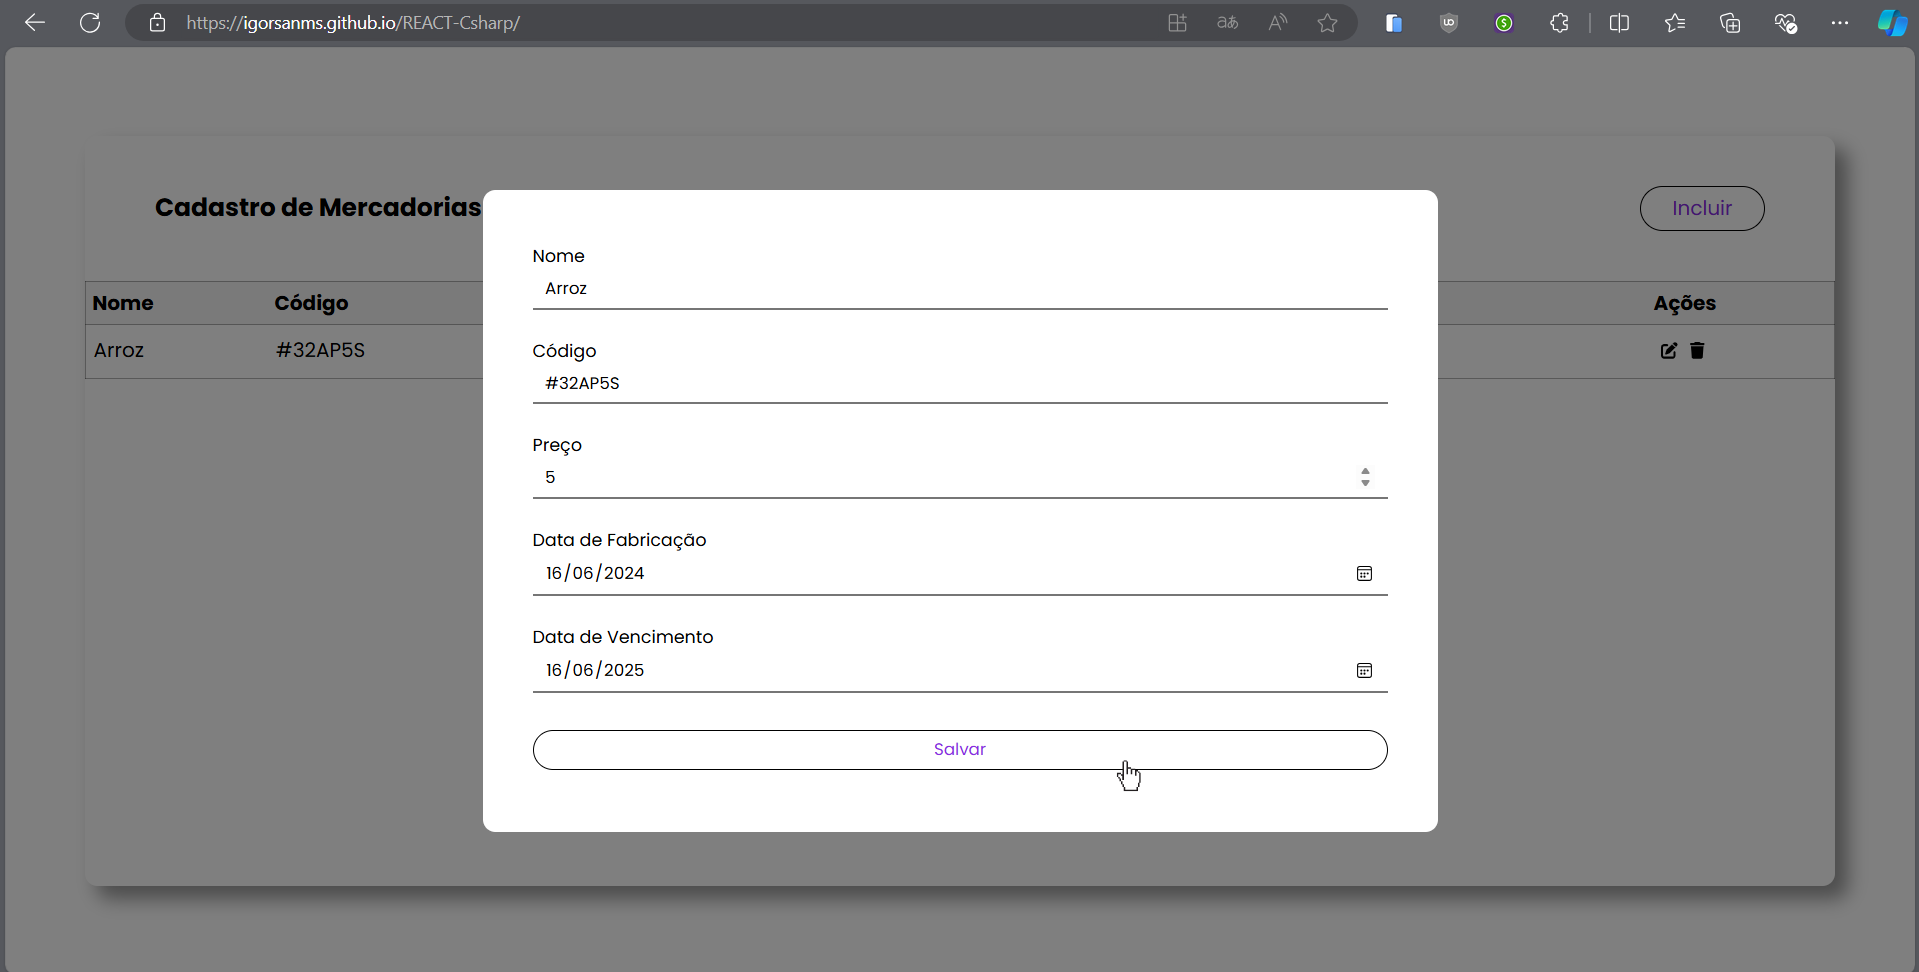 https://igorsanms.github.io/REACT-Csharp/
Cadastro de Mercadorias
Incluir
Nome
Código
Ações
Arroz
#32AP5S
Nome
Arroz
Código
#32AP5S
Preço
5
Data de Fabricação
16/06/2024
Data de Vencimento
16/06/2025
Salvar